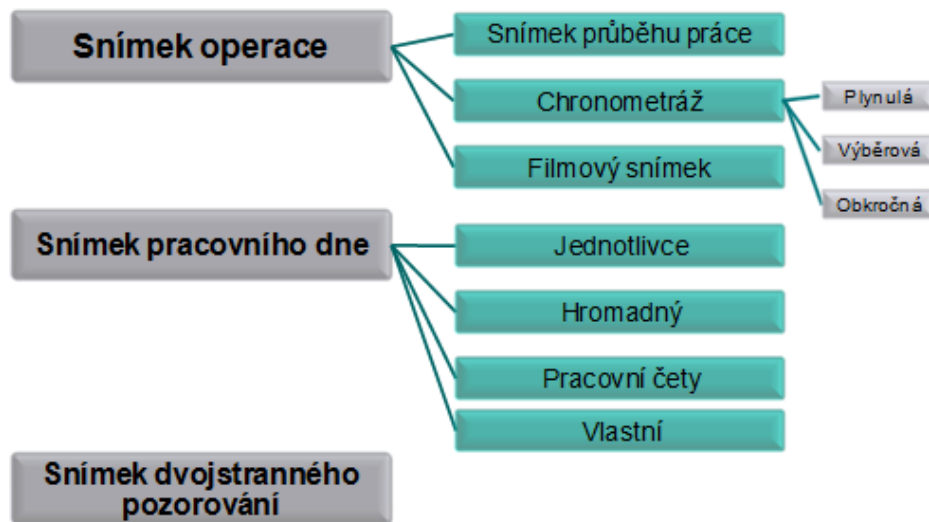 Snímek operace
Snímek průběhu práce
Chronometráž
Plynulá
Výběrová
Obkročná
Filmový snímek
Snímek pracovního dne
Jednotlivce
Hromadný
Pracovní čety
Vlastní
Snímek dvojstranného
pozorování